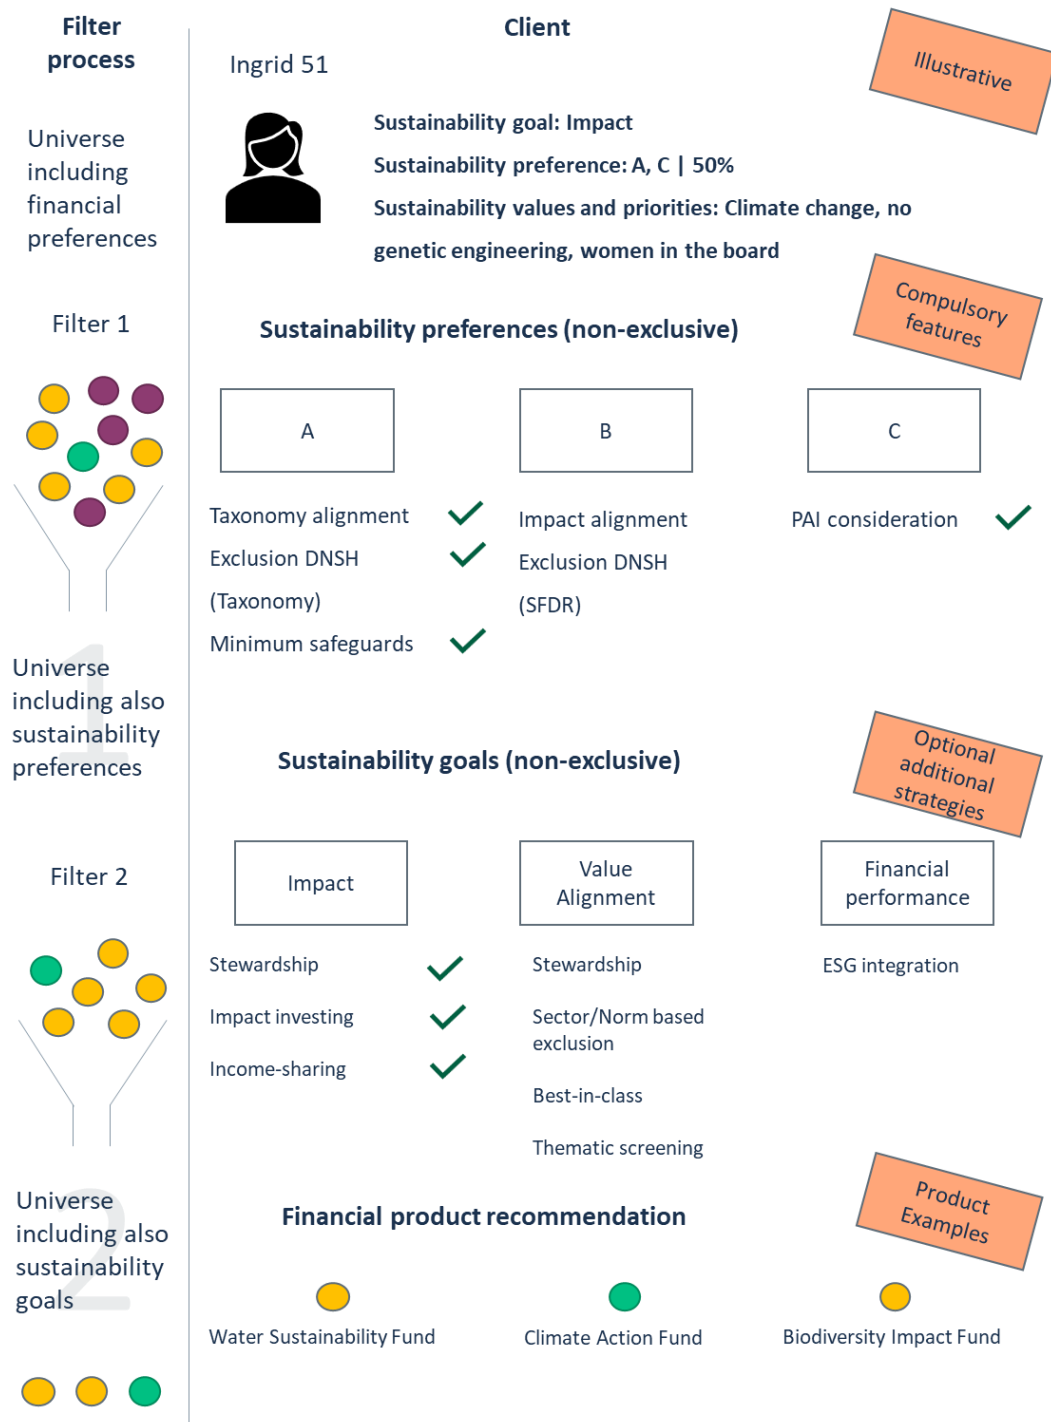 Filter
process
Client
Ingrid 51
Illustrative
Universe
including
financial
preferences
Sustainability goal: Impact
Sustainability preference: A, C | 50%
Sustainability values and priorities: Climate change, no
genetic engineering, women in the board
Compulsory
features
Filter 1
Sustainability preferences (non-exclusive)
A
B
C
Taxonomy alignment
Exclusion DNSH
(Taxonomy)
Minimum safeguards
Impact alignment
Exclusion DNSH
(SFDR)
PAI consideration
1
Universe
including also
sustainability
preferences
Optional
additional
strategies
Sustainability goals (non-exclusive)
Filter 2
Impact
Value
Alignment
Financial
performance
Stewardship
Impact investing
Income-sharing
Stewardship
Sector/Norm based
exclusion
Best-in-class
Thematic screening
ESG integration
2
Universe
including also
sustainability
goals
Product
Examples
Financial product recommendation
Water Sustainability Fund
Climate Action Fund
Biodiversity Impact Fund